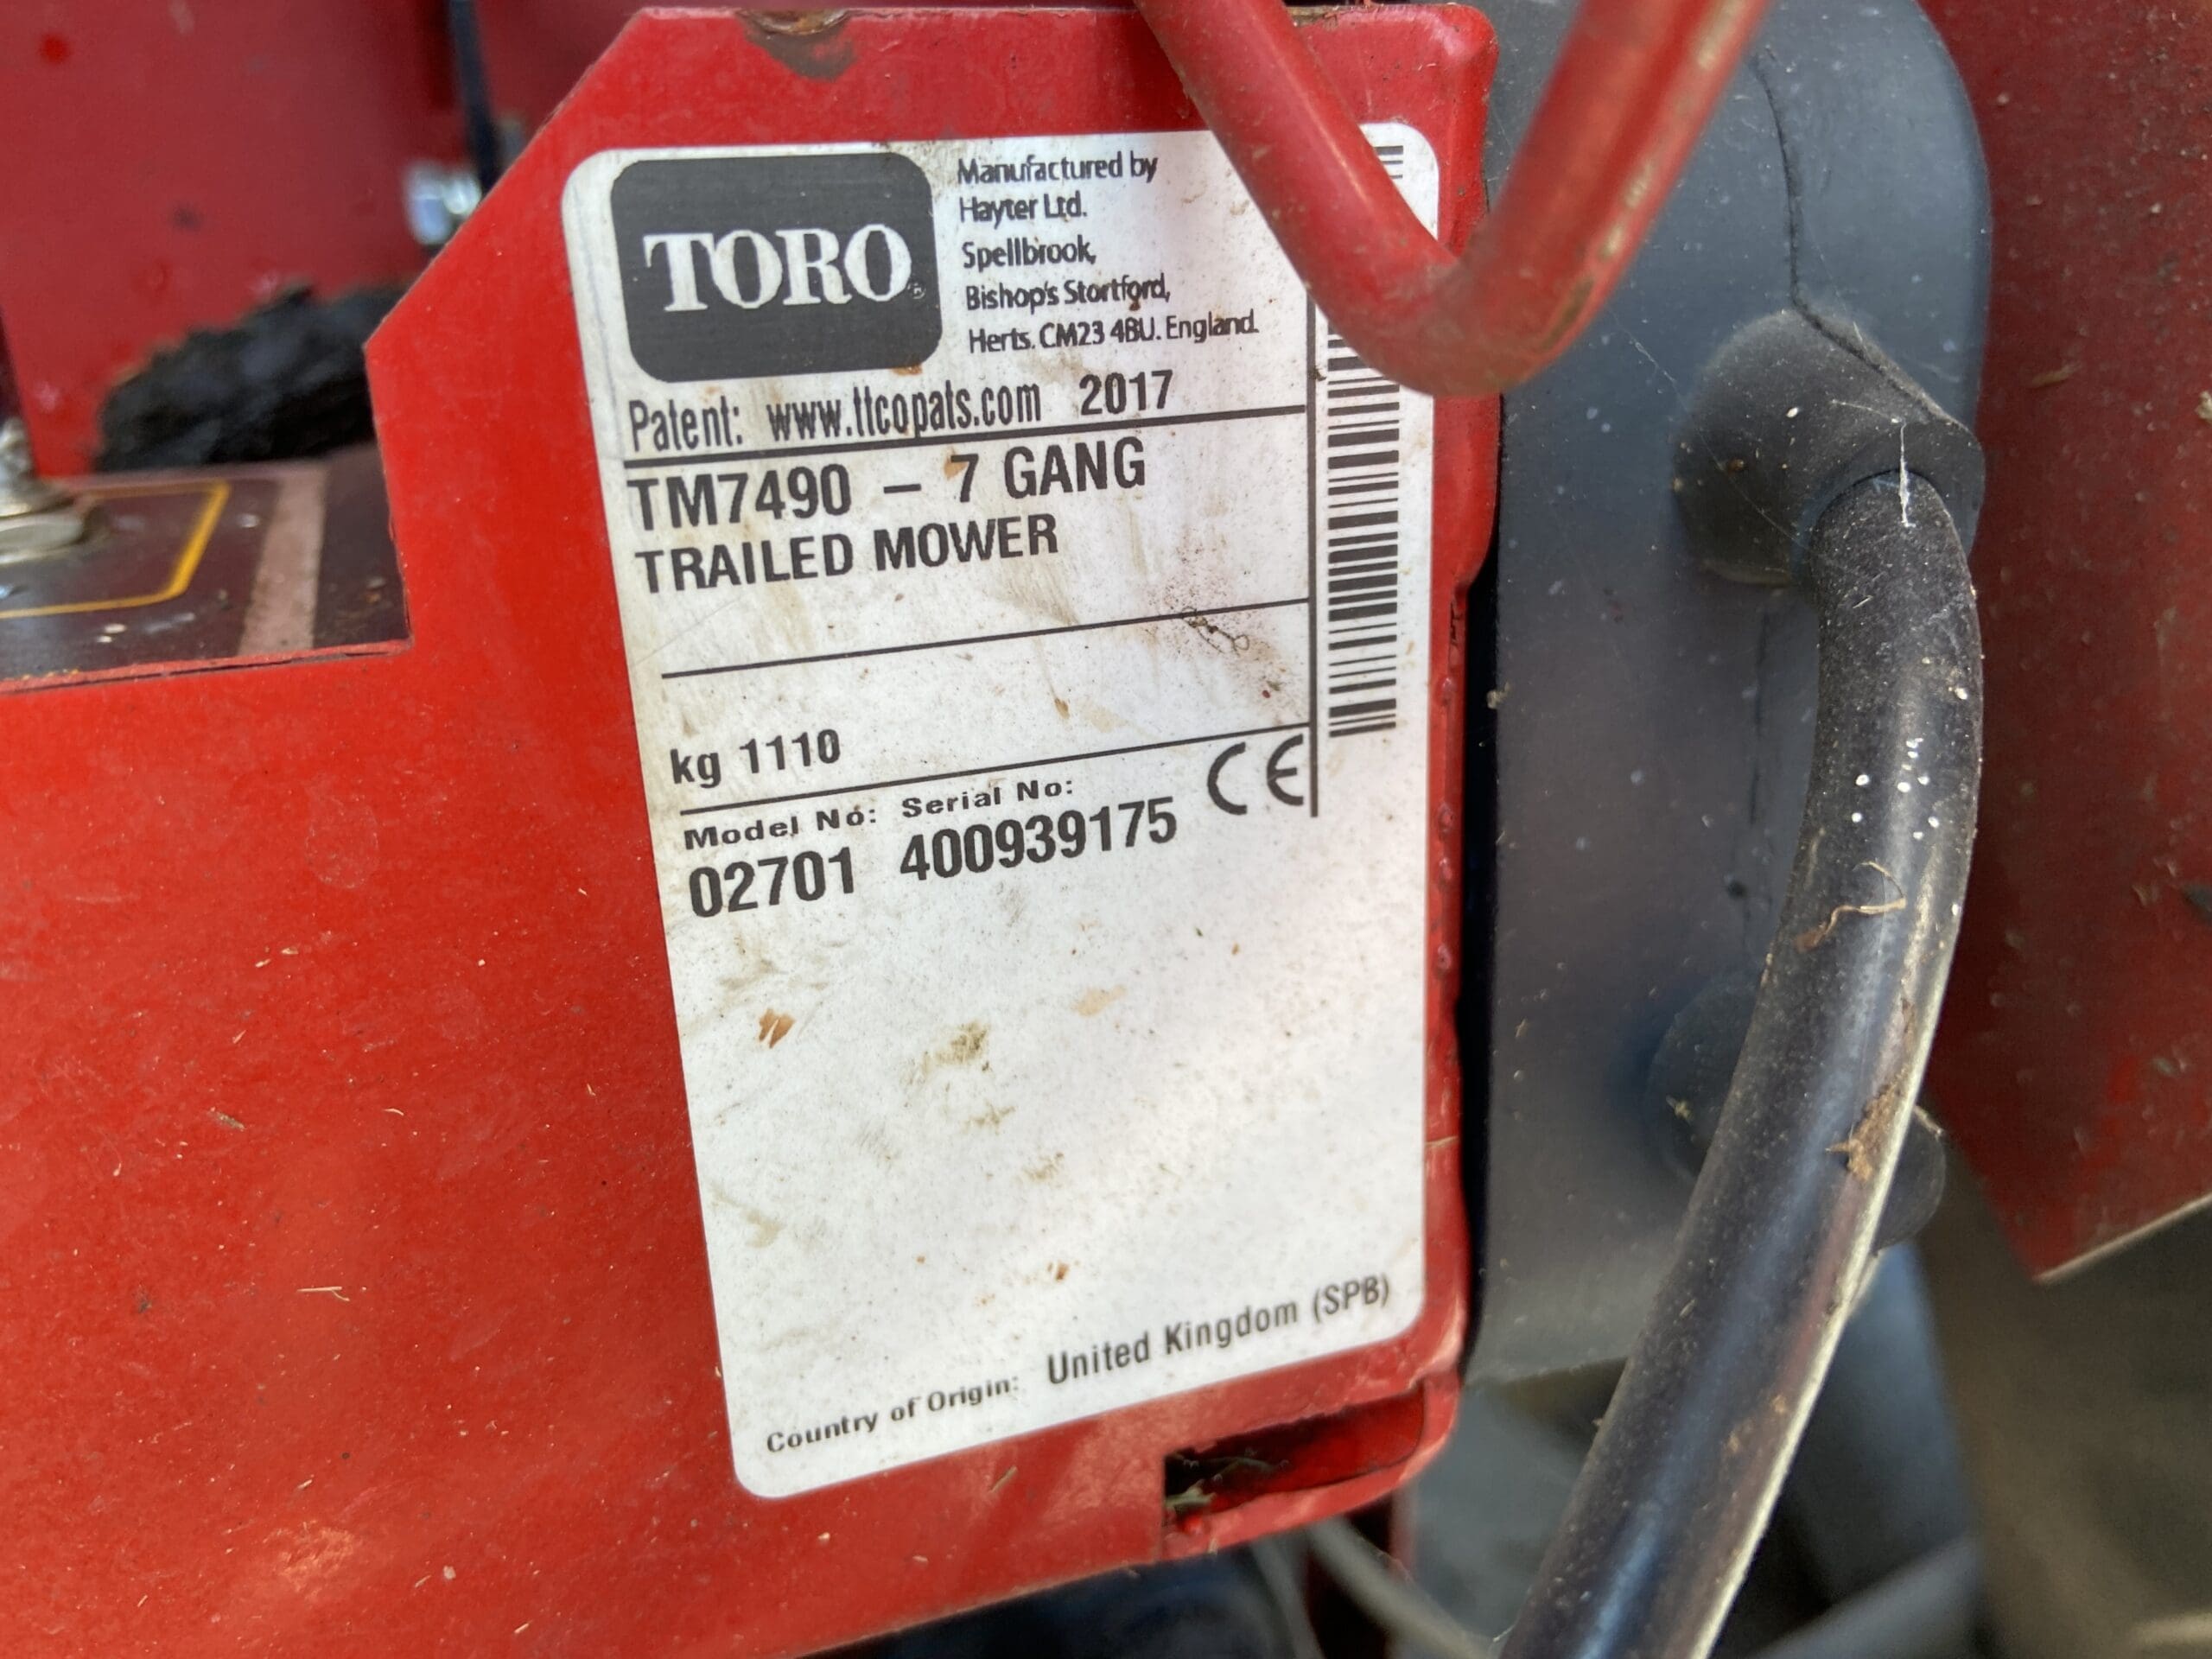 TORO
Manufactured by
Hayter Ltd.
Spellbrook,
Bishop's Stortford,
Herts. CM23 4BU. England.
Patent: www.ttcopats.com 2017
TM7490 – 7 GANG
TRAILED MOWER
kg 1110
CE
Model No: Serial No:
02701 400939175
Country of Origin: United Kingdom (SPB)